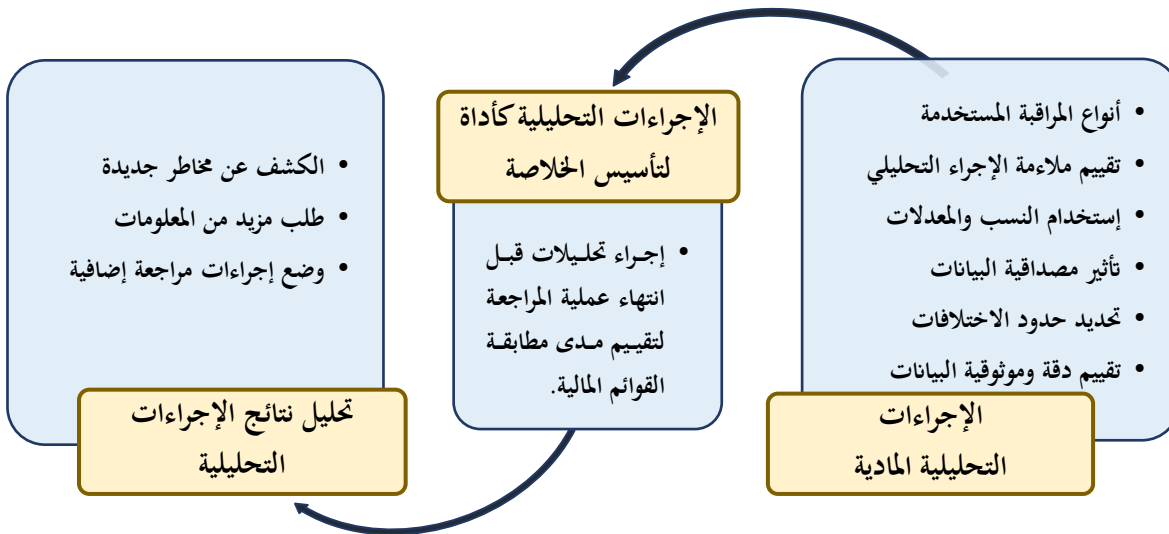 • أنواع المراقبة المستخدمة
• تقييم ملاءمة الإجراء التحليلي
• إستخدام النسب والمعدلات
• تأثير مصداقية البيانات
• تحديد حدود الاختلافات
• تقييم دقة وموثوقية البيانات
الإجراءات
التحليلية المادية
الإجراءات التحليلية كأداة
لتأسيس الخلاصة
• إجراء تحليلات قبل
انتهاء عملية المراجعة
لتقييم مدى مطابقة
القوائم المالية.
• الكشف عن مخاطر جديدة
• طلب مزيد من المعلومات
• وضع إجراءات مراجعة إضافية
تحليل نتائج الإجراءات
التحليلية